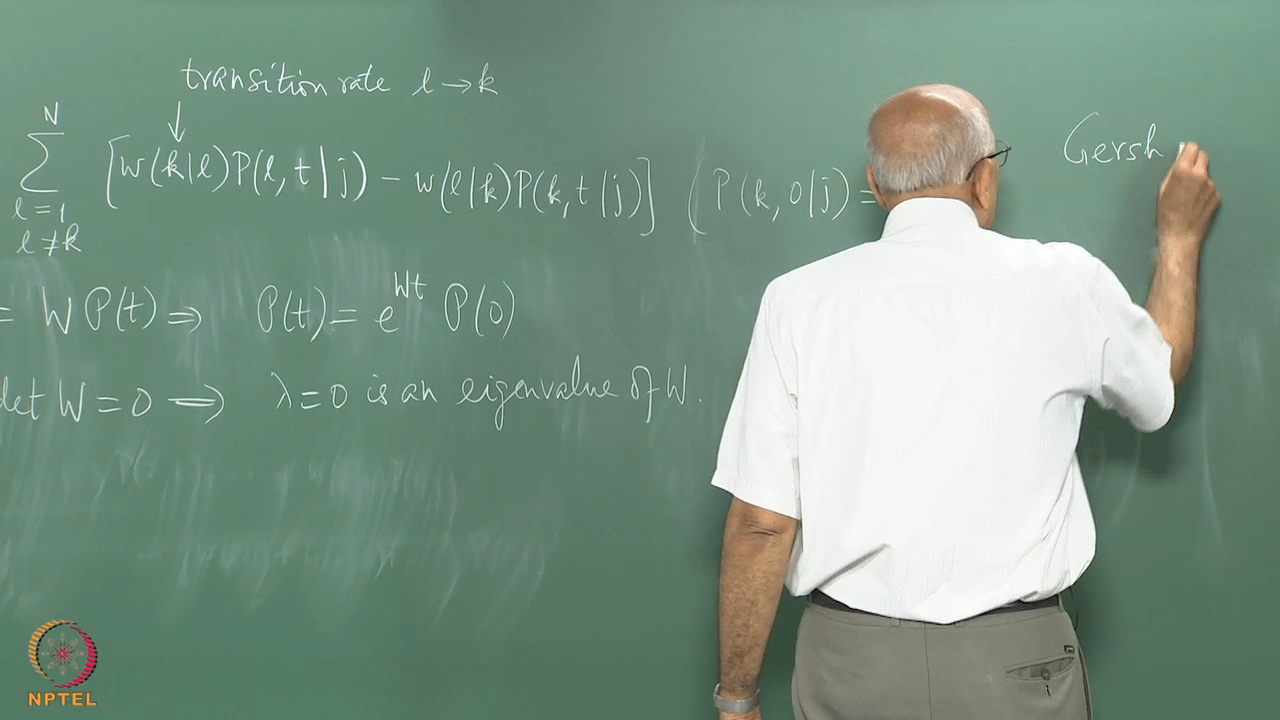 transition rate l → k
↓
N
∑ [w(k|l)P(l,t|j) − w(l|k)P(k,t|j)] (P(k,0|j) =
l = 1
l ≠ k
= W P(t) ⇒ P(t) = e^{Wt} P(0)
det W = 0 ⇒ λ = 0 is an eigenvalue of W.
Gersh
NPTEL